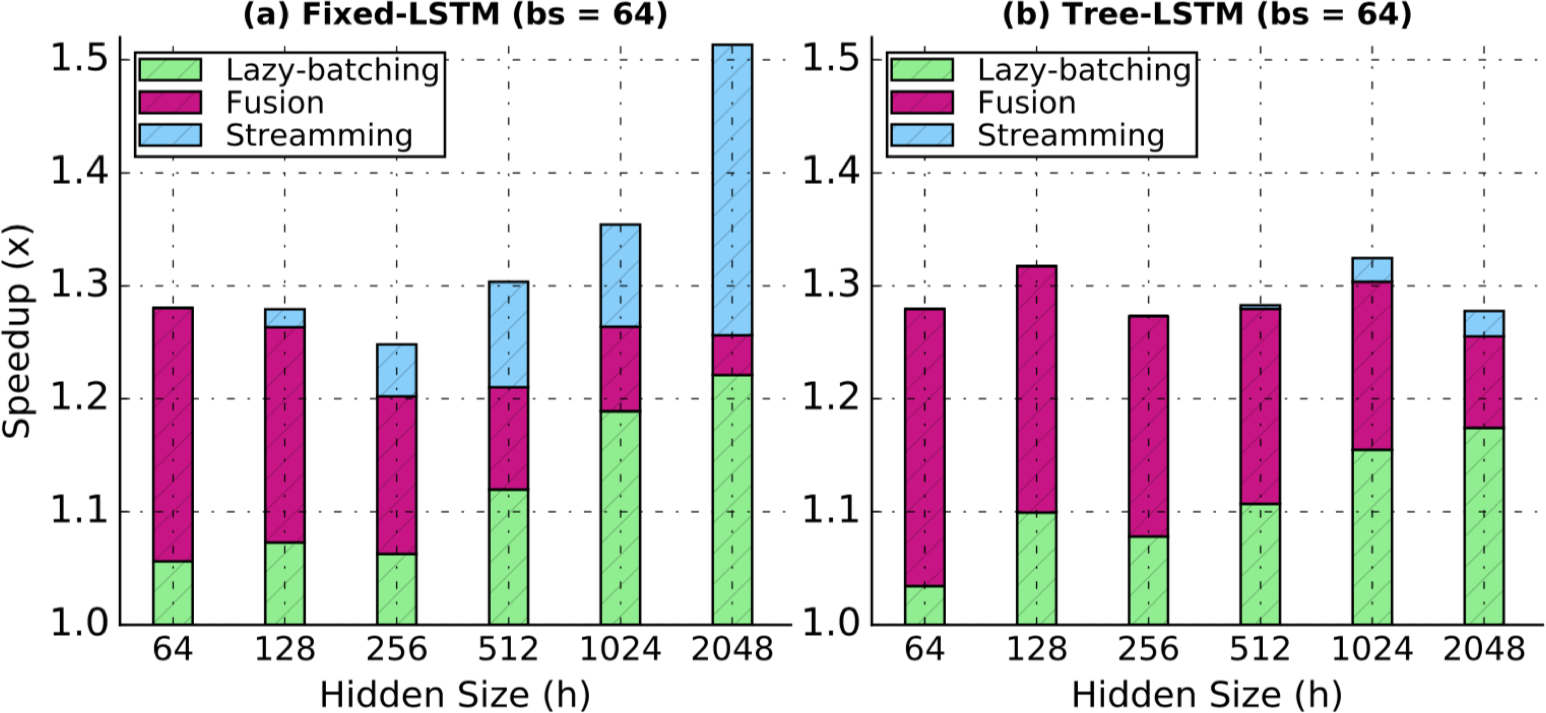 (a) Fixed-LSTM (bs = 64)
Lazy-batching
Fusion
Streamming
1.5
1.4
1.3
1.2
1.1
1.0
Speedup (x)
64 128 256 512 1024 2048
Hidden Size (h)
(b) Tree-LSTM (bs = 64)
Lazy-batching
Fusion
Streamming
1.5
1.4
1.3
1.2
1.1
1.0
64 128 256 512 1024 2048
Hidden Size (h)